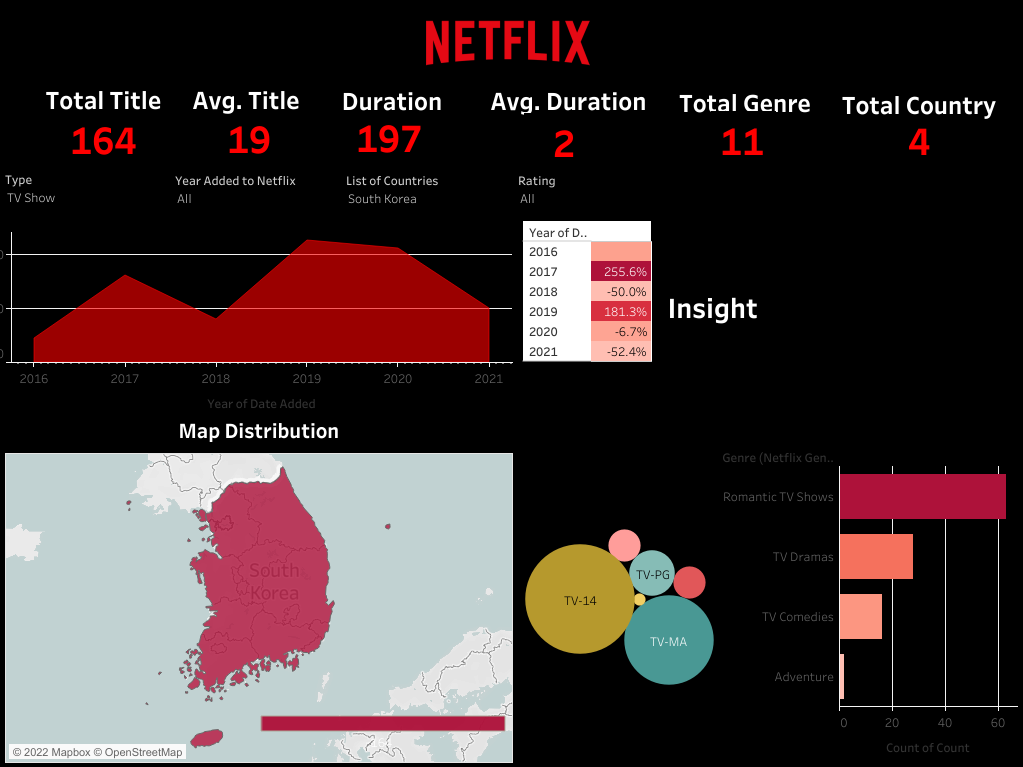 NETFLIX
Total Title
164
Avg. Title
19
Duration
197
Avg. Duration
2
Total Genre
11
Total Country
4
Type
TV Show
Year Added to Netflix
All
List of Countries
South Korea
Rating
All
2016
2017
2018
2019
2020
2021
Year of Date Added
Year of D..
2016
2017 255.6%
2018 -50.0%
2019 181.3%
2020 -6.7%
2021 -52.4%
Insight
Map Distribution
South
Korea
© 2022 Mapbox © OpenStreetMap
TV-14
TV-PG
TV-MA
Genre (Netflix Gen..
Romantic TV Shows
TV Dramas
TV Comedies
Adventure
0 20 40 60
Count of Count